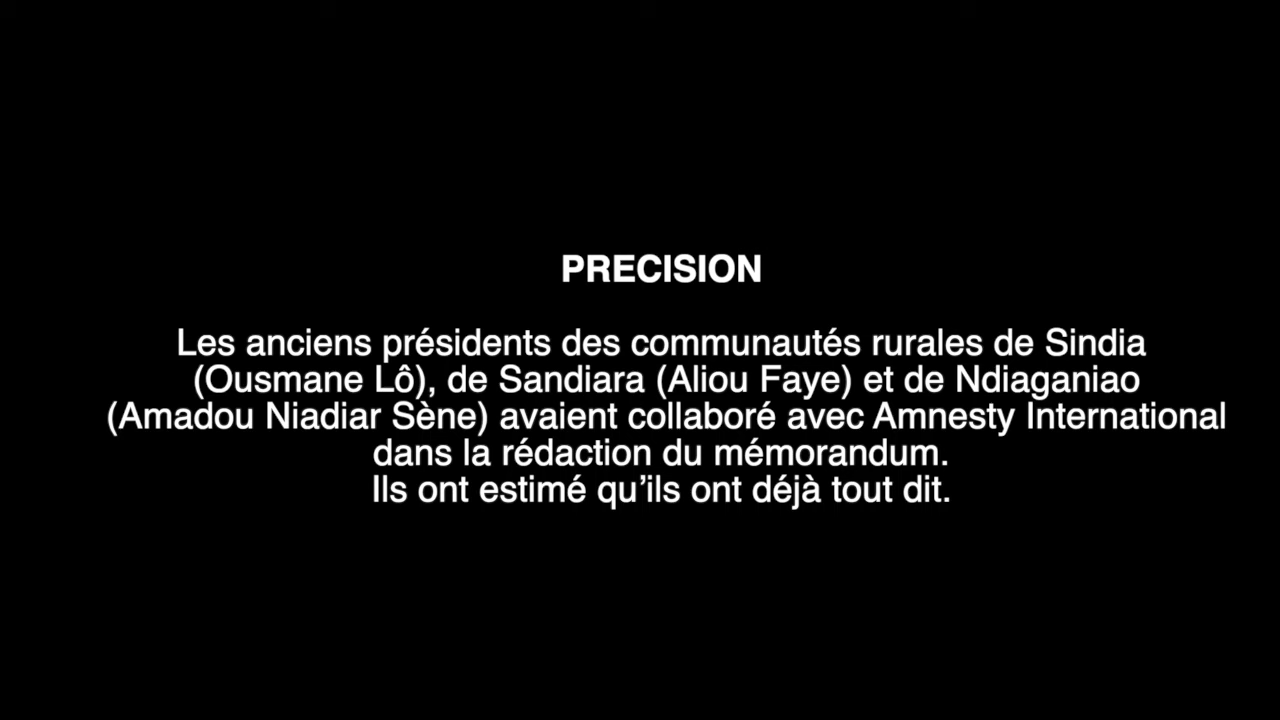 PRECISION
Les anciens présidents des communautés rurales de Sindia
(Ousmane Lô), de Sandiara (Aliou Faye) et de Ndiaganiao
(Amadou Niadiar Sène) avaient collaboré avec Amnesty International
dans la rédaction du mémorandum.
Ils ont estimé qu’ils ont déjà tout dit.